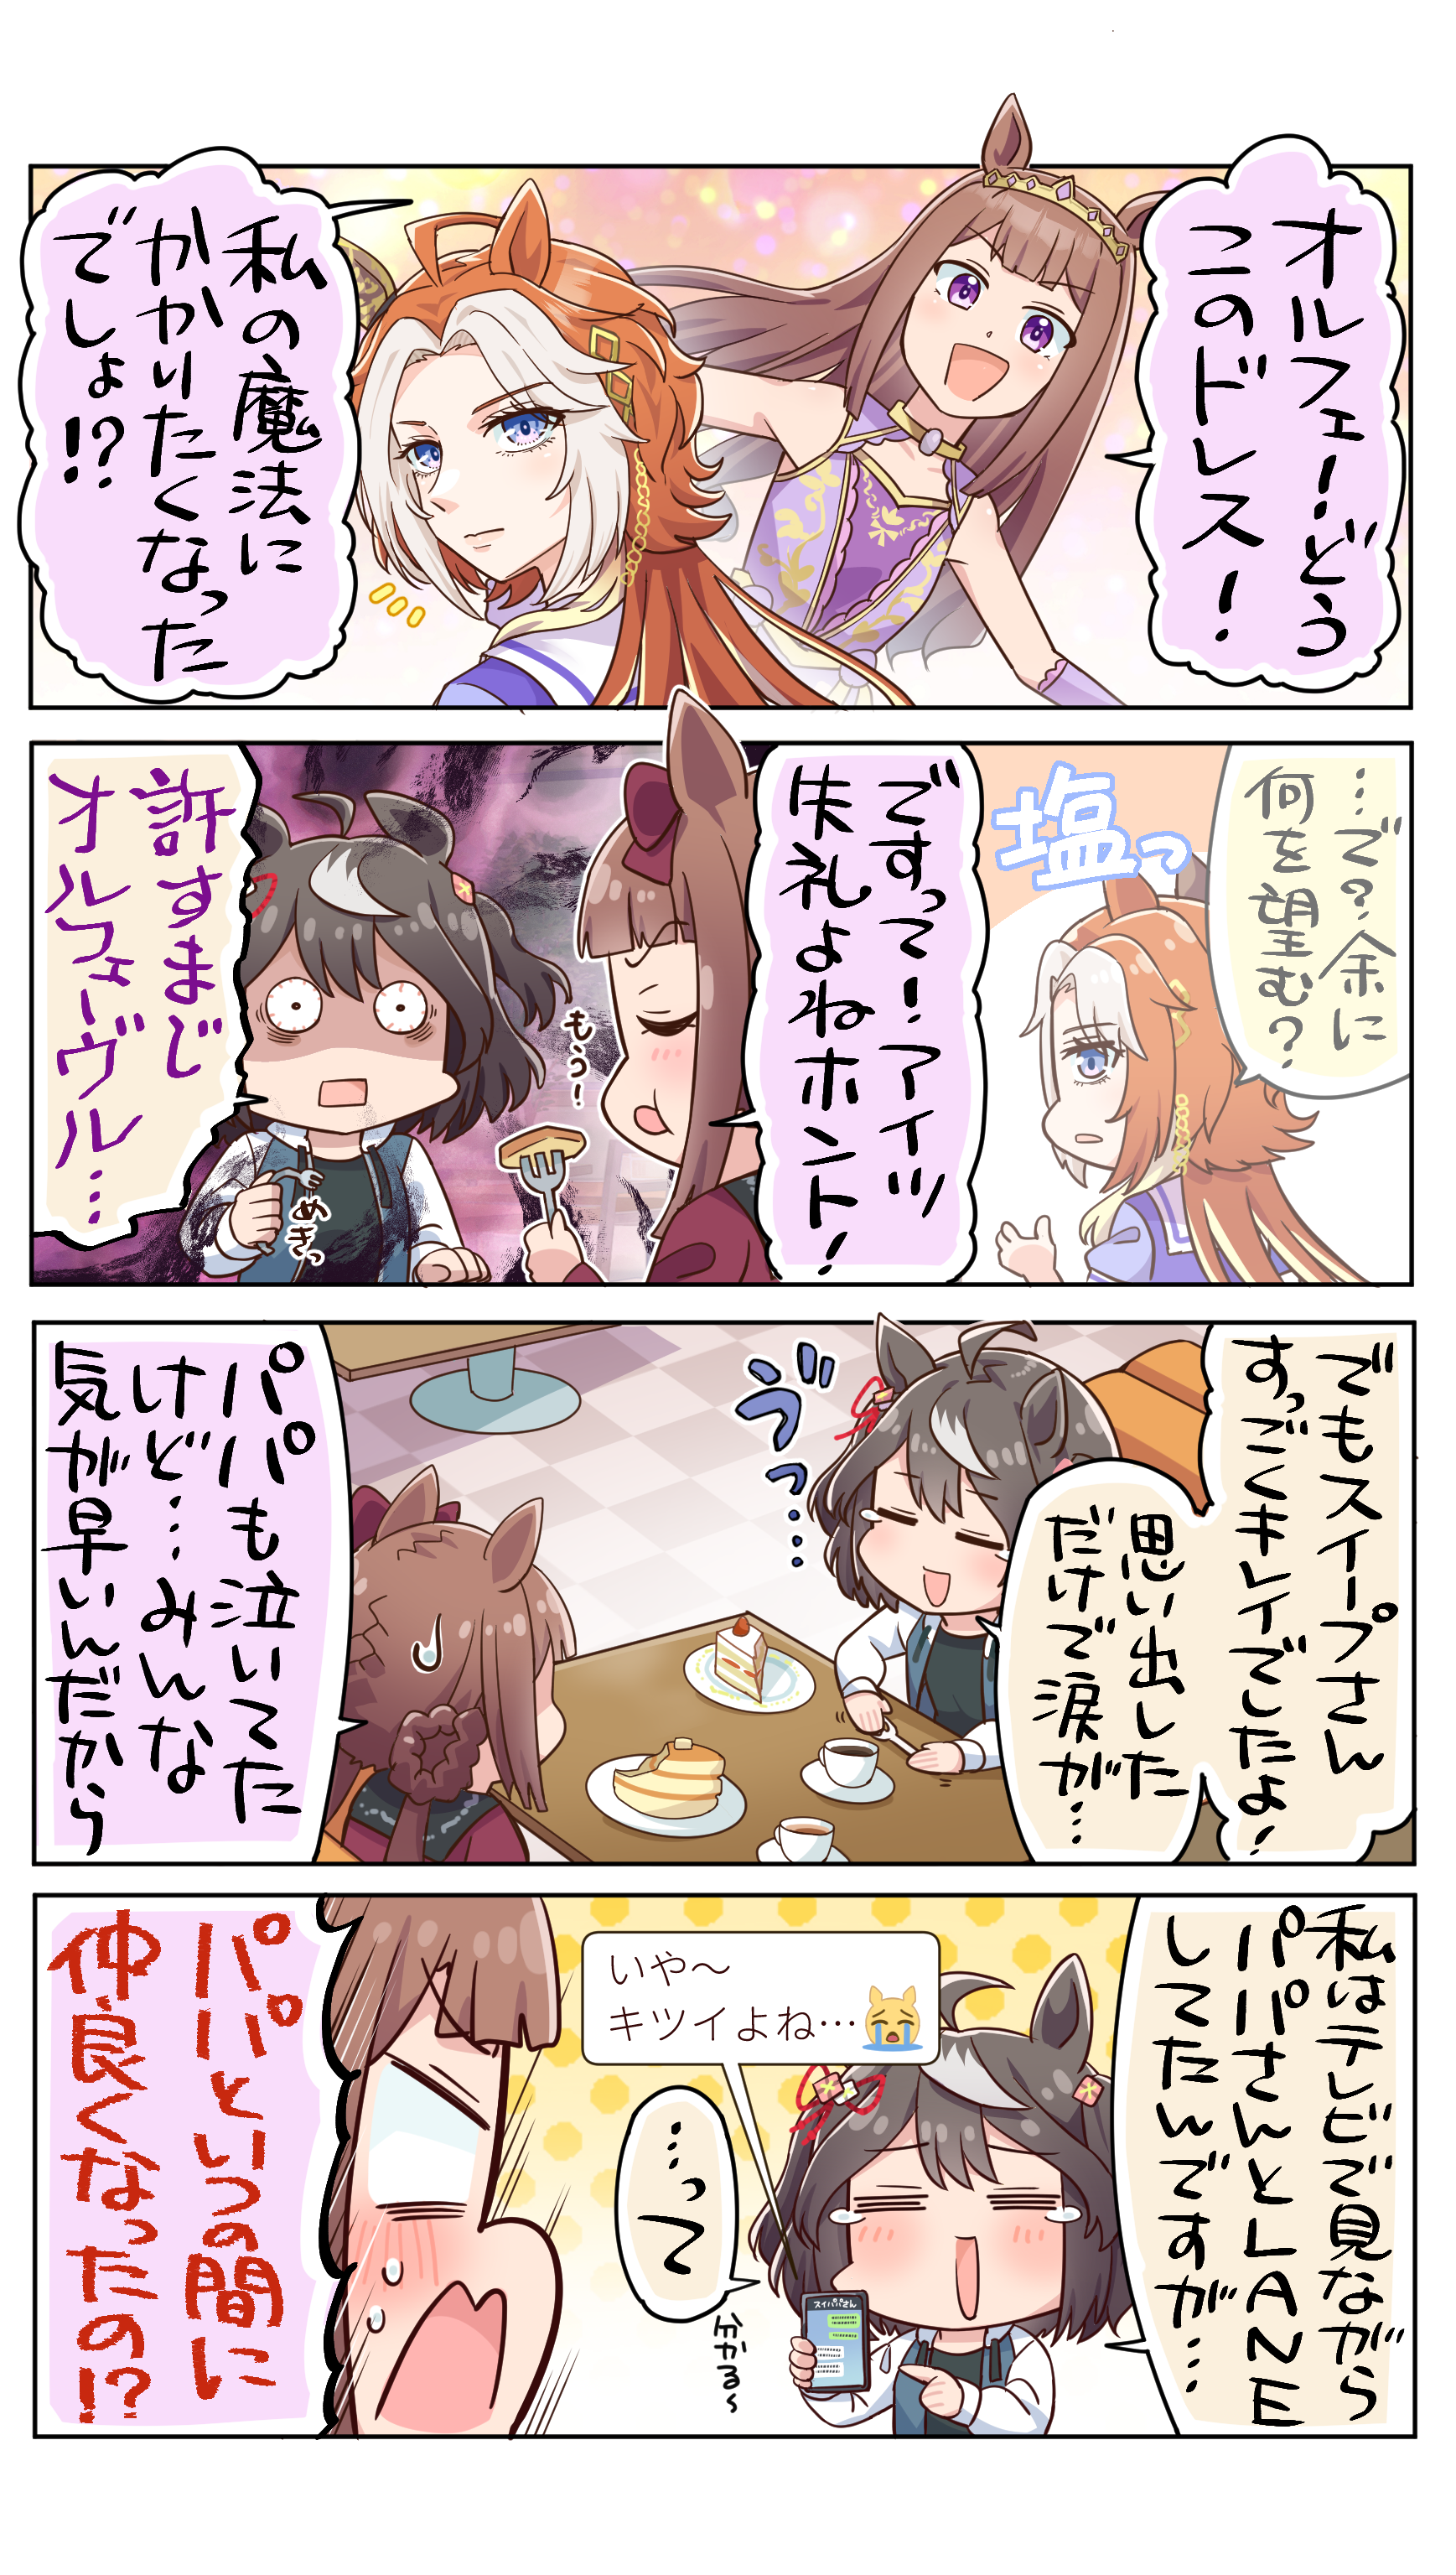 オルフェーどう
このドレス!
私の魔法に
かかりたくなった
でしょ!?
…で?余に
何を望む?
塩っ
ですって!アイツ
失礼よねホント!
もう!
許すまじ
オルフェーヴル…
めきっ
でもスイープさん
すっごくキレイでしたよ!
思い出した
だけで涙が…
ゔっ…
パパも泣いてた
けど…みんな
気が早いんだから
私はテレビで見ながら
パパさんとLANE
してたんですが…
いや〜
キツイよね…
スイパパさん
…って
分かる〜
パパといつの間に
仲良くなったの!?